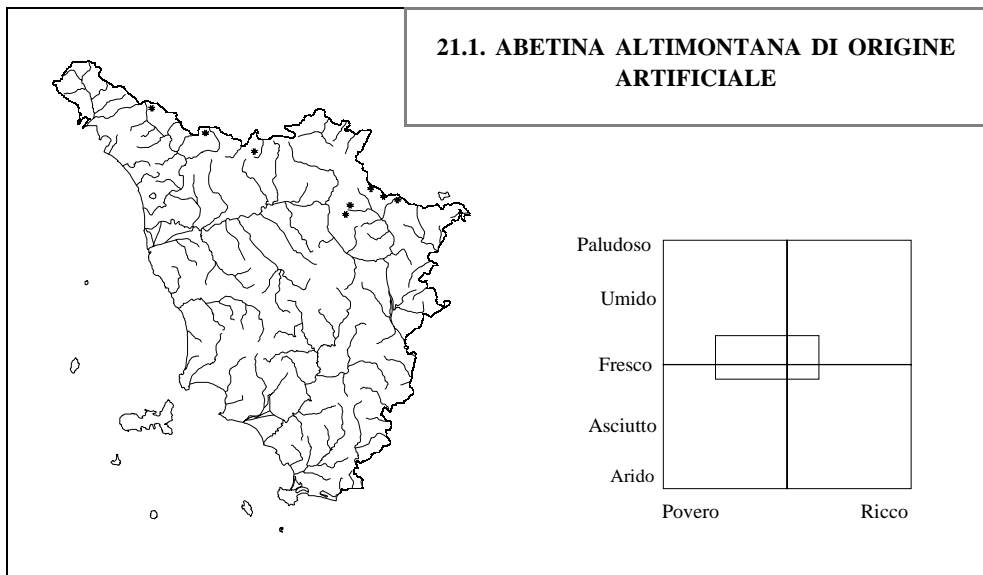 21.1. ABETINA ALTIMONTANA DI ORIGINE
ARTIFICIALE
Paludoso
Umido
Fresco
Asciutto
Arido
Povero Ricco